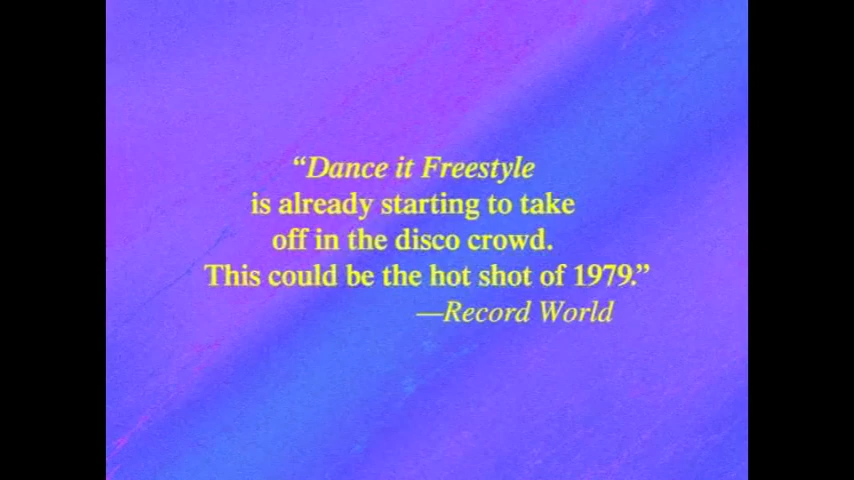 “Dance it Freestyle
is already starting to take
off in the disco crowd.
This could be the hot shot of 1979.”
—Record World